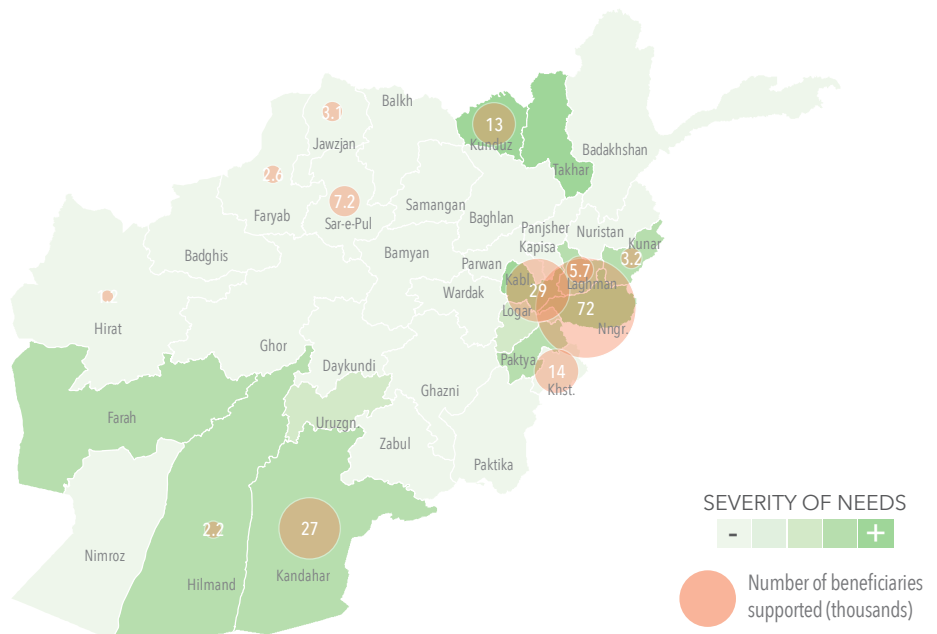 Balkh
3.1
Jawzjan
13
Kunduz
Badakhshan
Takhar
2.6
Faryab
7.2
Sar-e-Pul
Samangan
Baghlan
Panjsher
Kapisa
Nuristan
Kunar
3.2
Badghis
Bamyan
Parwan
Kabl.
29
5.7
Laghman
Wardak
Logar
72
Nngr.
Hirat
Ghor
Daykundi
Paktya
14
Khst.
Ghazni
Farah
Uruzgn.
Zabul
Paktika
2.2
27
Nimroz
Hilmand
Kandahar
SEVERITY OF NEEDS
- +
Number of beneficiaries
supported (thousands)